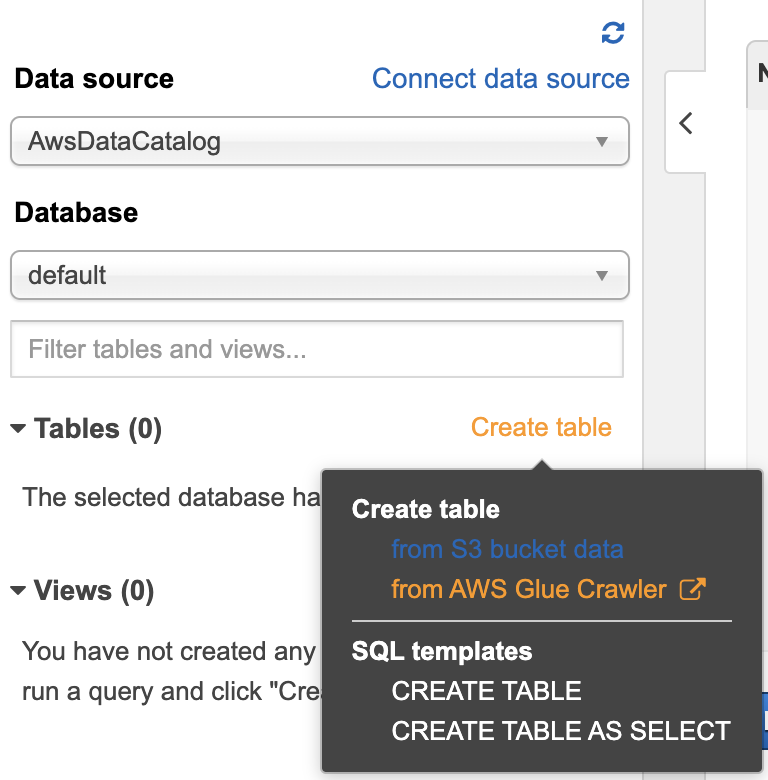 Data source
Connect data source
AwsDataCatalog
Database
default
Filter tables and views...
Tables (0)
Create table
The selected database ha
Create table
from S3 bucket data
from AWS Glue Crawler
Views (0)
SQL templates
You have not created any
run a query and click "Cre
CREATE TABLE
CREATE TABLE AS SELECT